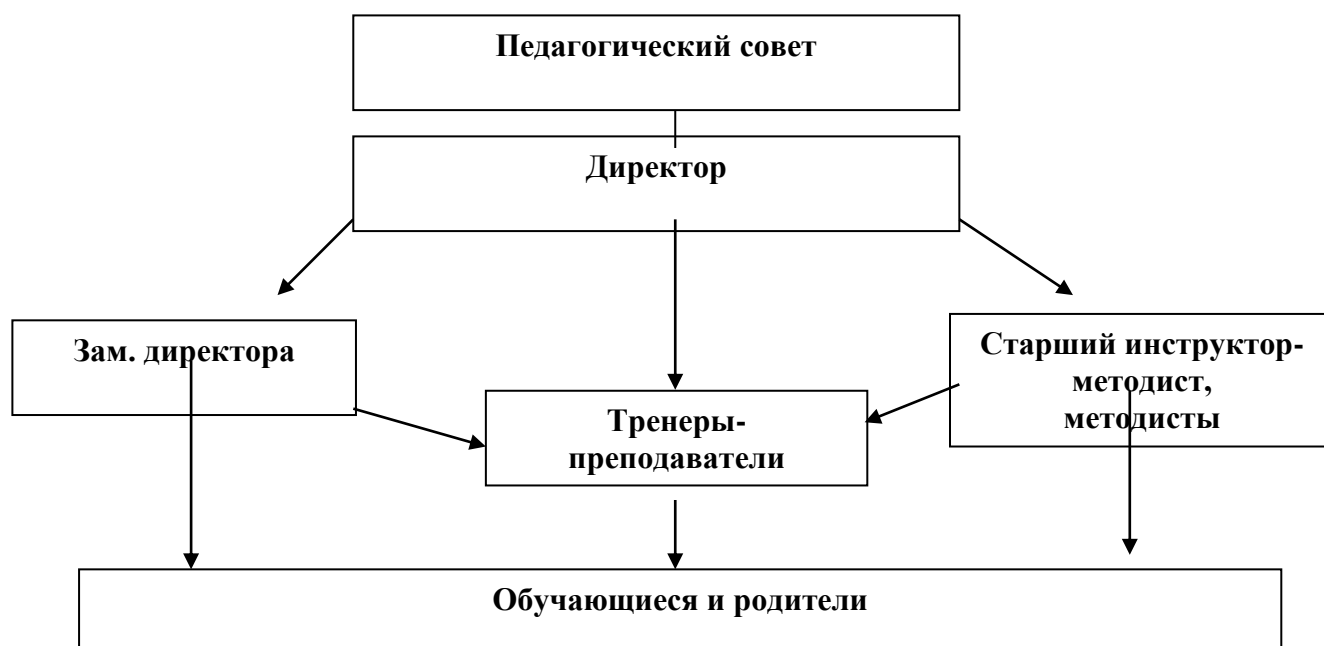 Педагогический совет
Директор
Зам. директора
Старший инструктор-
методист,
методисты
Тренеры-
преподаватели
Обучающиеся и родители